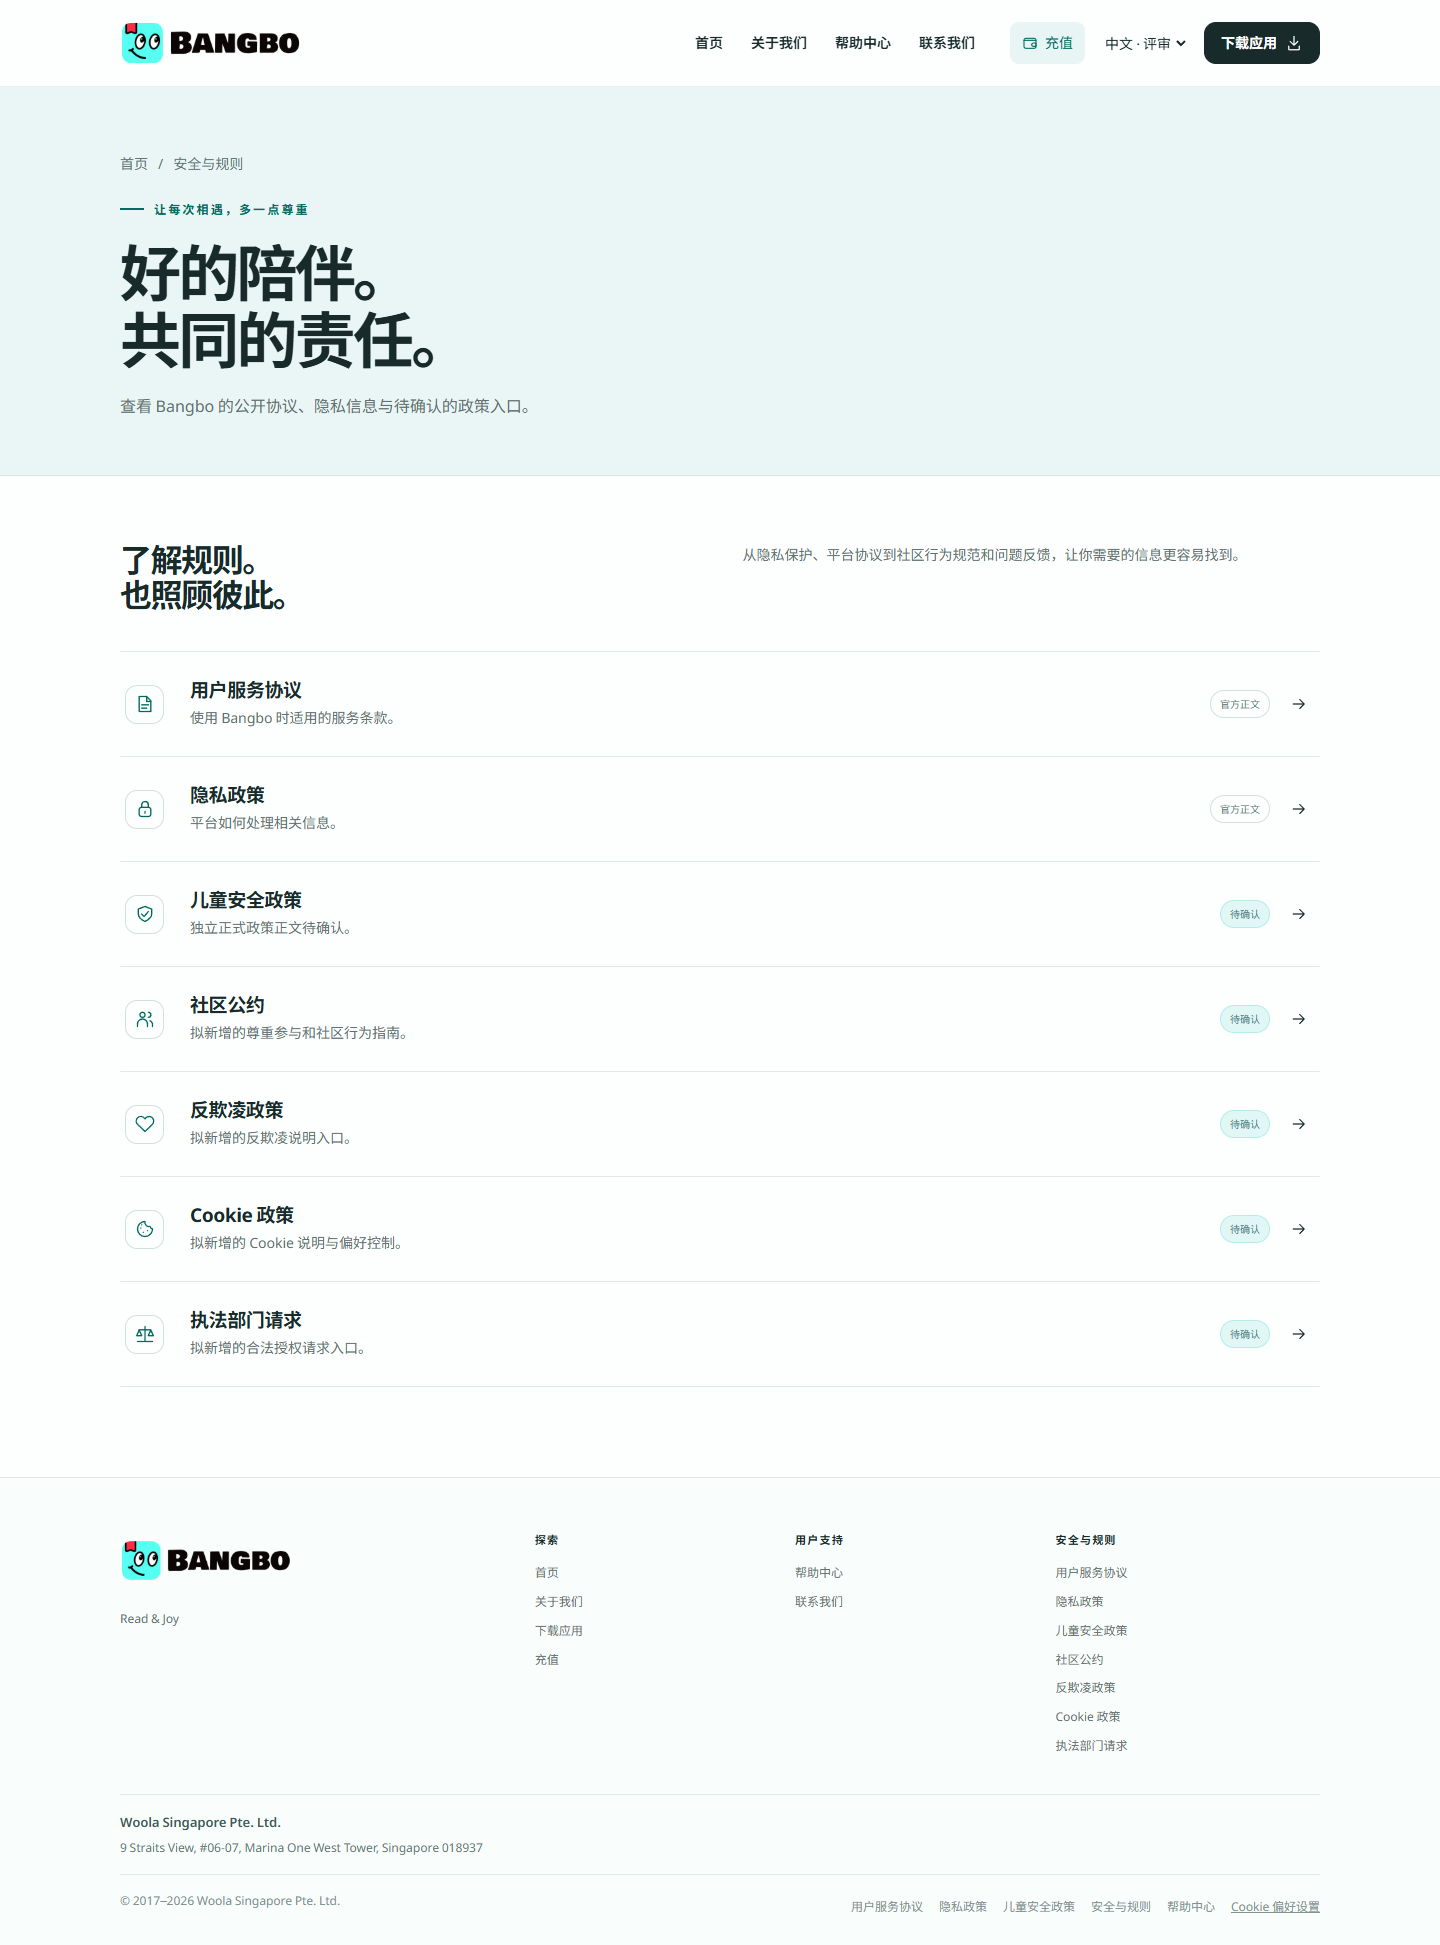 BANGBO
首页 关于我们 帮助中心 联系我们 充值 中文 · 评审 下载应用
首页 / 安全与规则
让每次相遇，多一点尊重
好的陪伴。
共同的责任。
查看 Bangbo 的公开协议、隐私信息与待确认的政策入口。
了解规则。
也照顾彼此。
从隐私保护、平台协议到社区行为规范和问题反馈，让你需要的信息更容易找到。
用户服务协议
使用 Bangbo 时适用的服务条款。
官方正文
隐私政策
平台如何处理相关信息。
官方正文
儿童安全政策
独立正式政策正文待确认。
待确认
社区公约
拟新增的尊重参与和社区行为指南。
待确认
反欺凌政策
拟新增的反欺凌说明入口。
待确认
Cookie 政策
拟新增的 Cookie 说明与偏好控制。
待确认
执法部门请求
拟新增的合法授权请求入口。
待确认
BANGBO
Read & Joy
探索
首页
关于我们
下载应用
充值
用户支持
帮助中心
联系我们
安全与规则
用户服务协议
隐私政策
儿童安全政策
社区公约
反欺凌政策
Cookie 政策
执法部门请求
Woola Singapore Pte. Ltd.
9 Straits View, #06-07, Marina One West Tower, Singapore 018937
© 2017–2026 Woola Singapore Pte. Ltd.
用户服务协议 隐私政策 儿童安全政策 安全与规则 帮助中心 Cookie 偏好设置